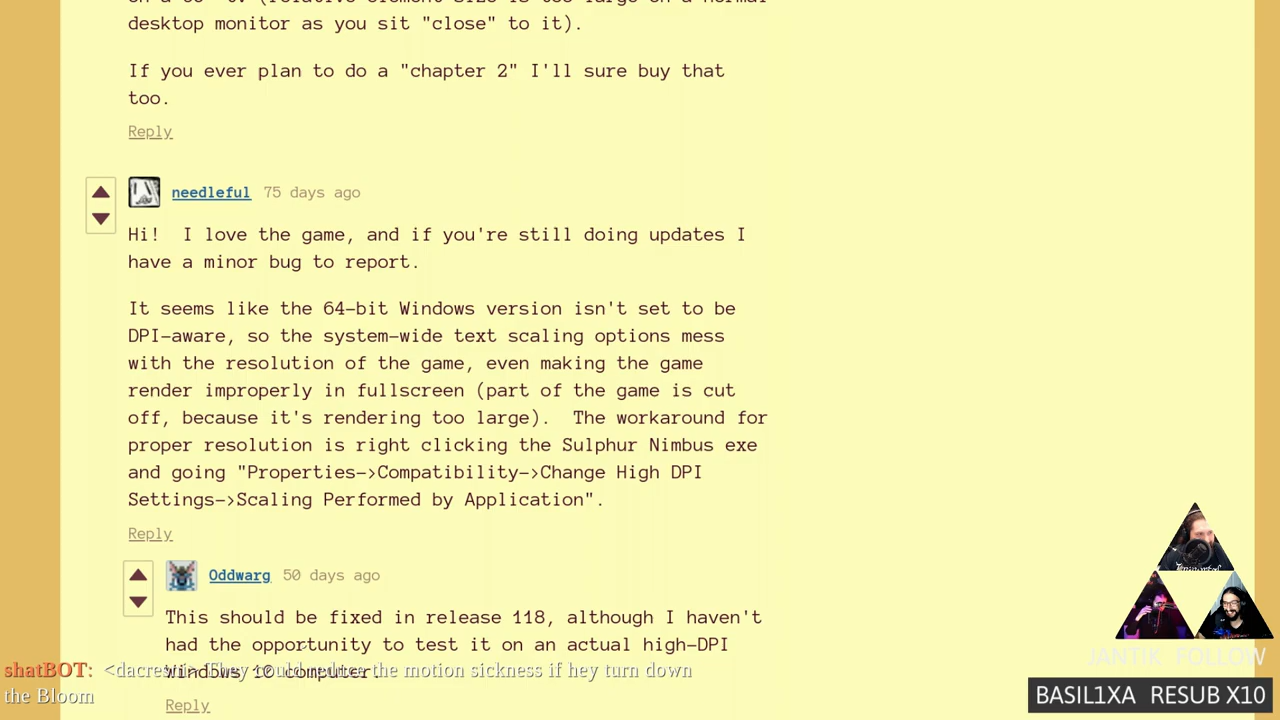 desktop monitor as you sit "close" to it).
If you ever plan to do a "chapter 2" I'll sure buy that
too.
Reply
needleful 75 days ago
Hi! I love the game, and if you're still doing updates I
have a minor bug to report.
It seems like the 64-bit Windows version isn't set to be
DPI-aware, so the system-wide text scaling options mess
with the resolution of the game, even making the game
render improperly in fullscreen (part of the game is cut
off, because it's rendering too large). The workaround for
proper resolution is right clicking the Sulphur Nimbus exe
and going "Properties->Compatibility->Change High DPI
Settings->Scaling Performed by Application".
Reply
Oddwarg 50 days ago
This should be fixed in release 118, although I haven't
had the opportunity to test it on an actual high-DPI
Windows 10 computer.
Reply
shatBOT: They could reduce the motion sickness if hey turn down
the Bloom
JANTIK FOLLOW
BASIL1XA RESUB X10